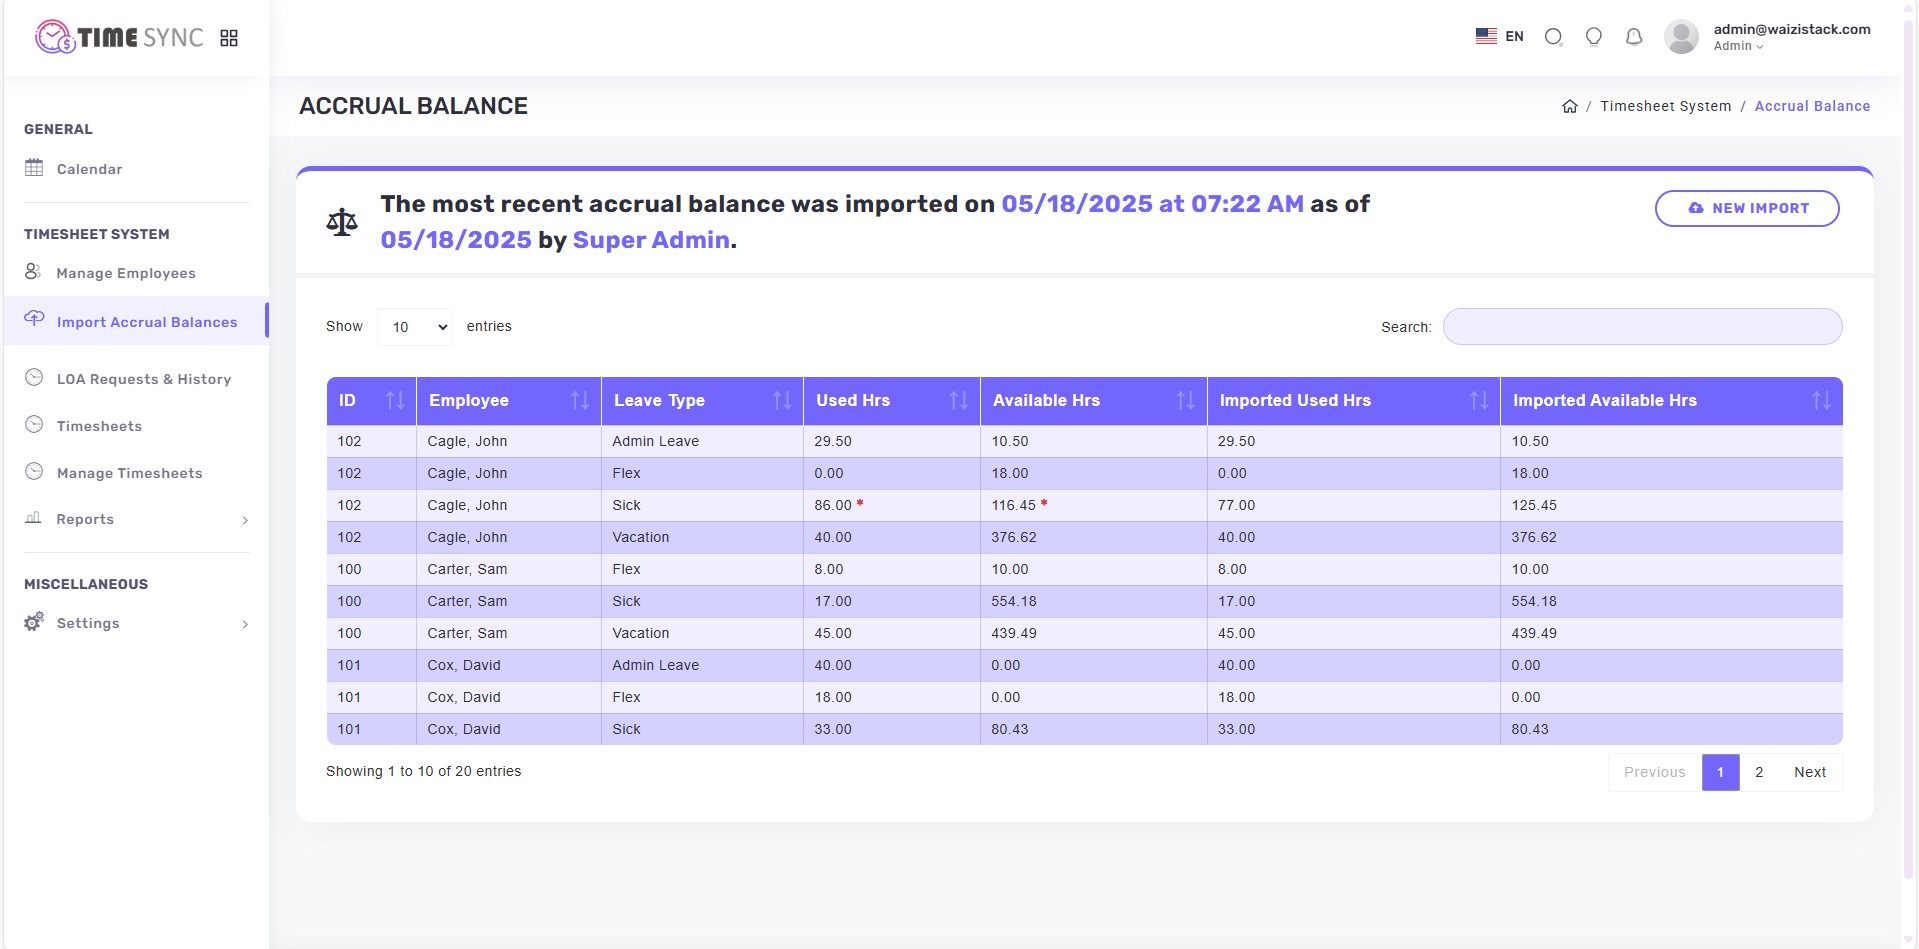 TIME SYNC
EN
admin@waizistack.com
Admin
ACCRUAL BALANCE
/ Timesheet System / Accrual Balance
GENERAL
Calendar
TIMESHEET SYSTEM
Manage Employees
Import Accrual Balances
LOA Requests & History
Timesheets
Manage Timesheets
Reports
MISCELLANEOUS
Settings
The most recent accrual balance was imported on 05/18/2025 at 07:22 AM as of
05/18/2025 by Super Admin.
NEW IMPORT
Show 10 entries
Search:
ID Employee Leave Type Used Hrs Available Hrs Imported Used Hrs Imported Available Hrs
102 Cagle, John Admin Leave 29.50 10.50 29.50 10.50
102 Cagle, John Flex 0.00 18.00 0.00 18.00
102 Cagle, John Sick 86.00 * 116.45 * 77.00 125.45
102 Cagle, John Vacation 40.00 376.62 40.00 376.62
100 Carter, Sam Flex 8.00 10.00 8.00 10.00
100 Carter, Sam Sick 17.00 554.18 17.00 554.18
100 Carter, Sam Vacation 45.00 439.49 45.00 439.49
101 Cox, David Admin Leave 40.00 0.00 40.00 0.00
101 Cox, David Flex 18.00 0.00 18.00 0.00
101 Cox, David Sick 33.00 80.43 33.00 80.43
Showing 1 to 10 of 20 entries
Previous 1 2 Next